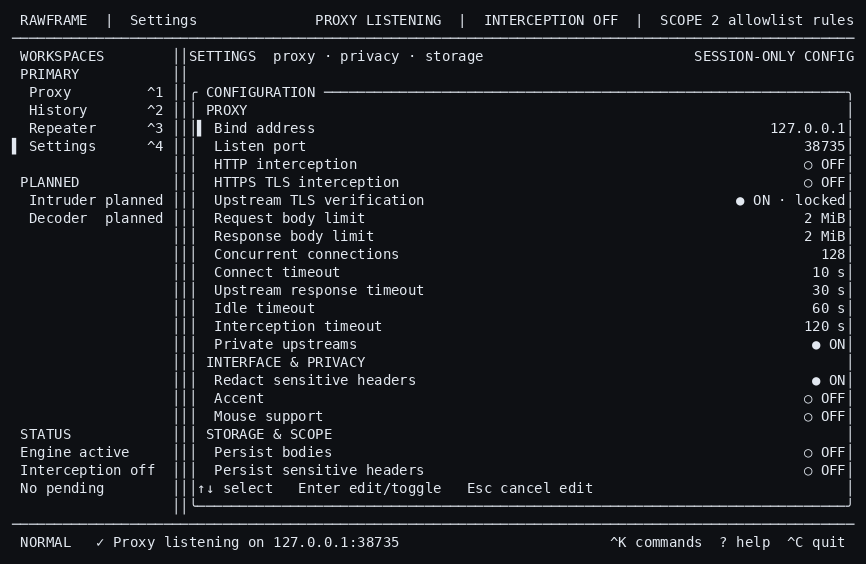 RAWFRAME | Settings PROXY LISTENING | INTERCEPTION OFF | SCOPE 2 allowlist rules
WORKSPACES SETTINGS proxy · privacy · storage SESSION-ONLY CONFIG
PRIMARY
Proxy ^1 CONFIGURATION
History ^2 PROXY
Repeater ^3 Bind address 127.0.0.1
Settings ^4 Listen port 38735
HTTP interception ○ OFF
PLANNED HTTPS TLS interception ○ OFF
Intruder planned Upstream TLS verification ● ON · locked
Decoder planned Request body limit 2 MiB
Response body limit 2 MiB
Concurrent connections 128
Connect timeout 10 s
Upstream response timeout 30 s
Idle timeout 60 s
Interception timeout 120 s
Private upstreams ● ON
INTERFACE & PRIVACY
Redact sensitive headers ● ON
Accent ○ OFF
Mouse support ○ OFF
STATUS STORAGE & SCOPE
Engine active Persist bodies ○ OFF
Interception off Persist sensitive headers ○ OFF
No pending ↑↓ select Enter edit/toggle Esc cancel edit
NORMAL ✓ Proxy listening on 127.0.0.1:38735 ^K commands ? help ^C quit